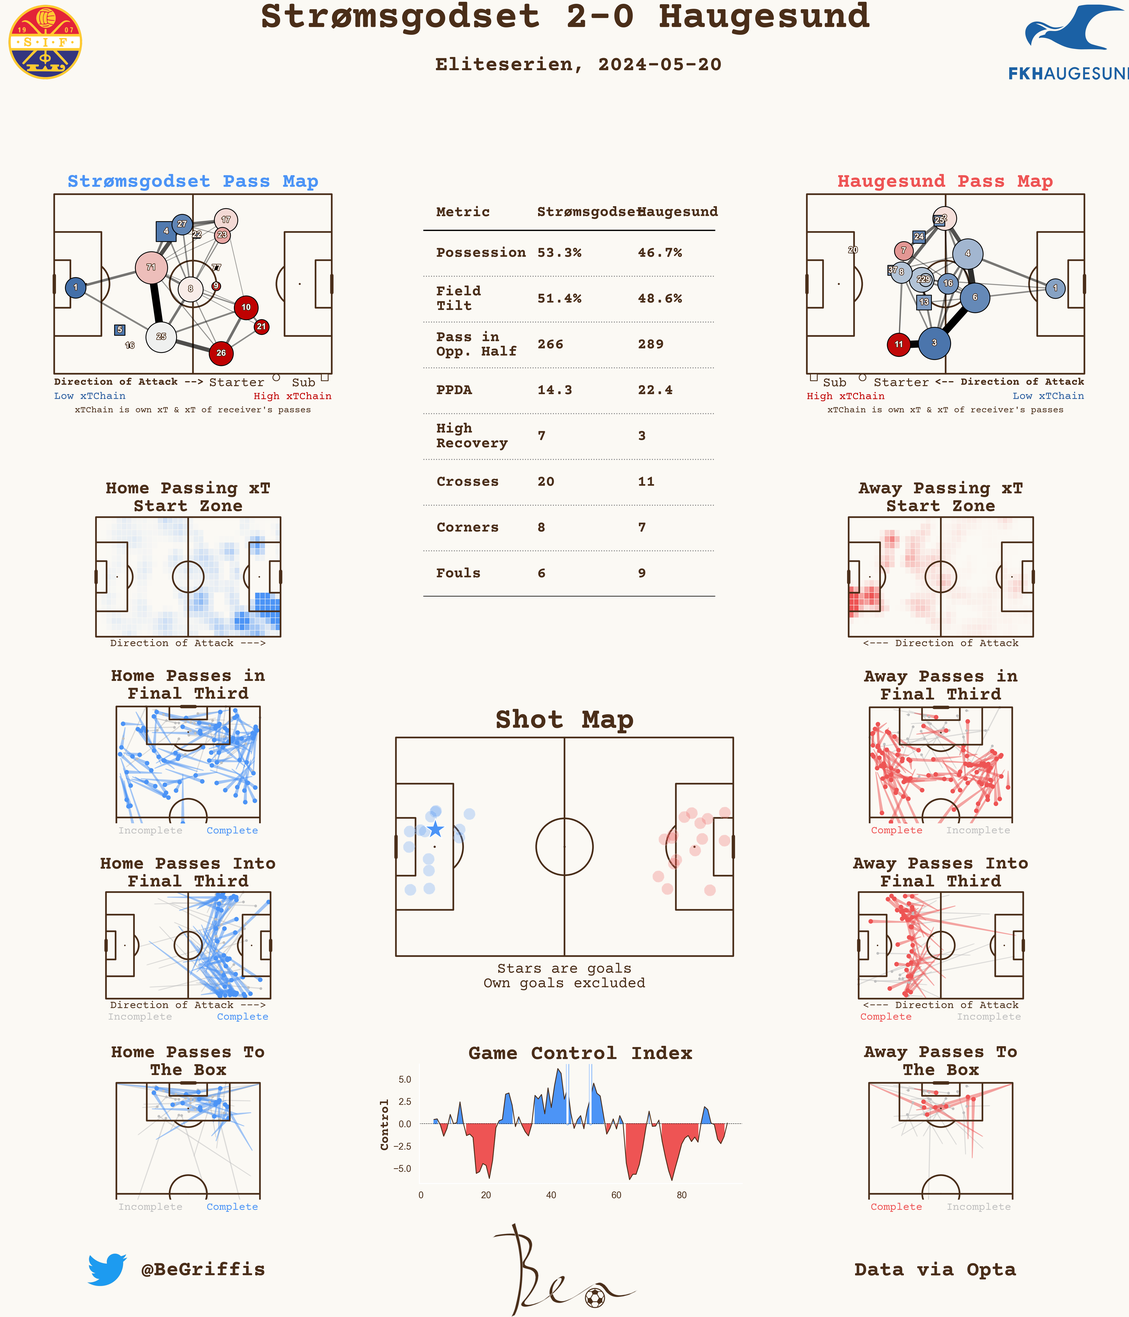 Strømsgodset 2-0 Haugesund
Eliteserien, 2024-05-20
19 07
S·I·F
FKHAUGESUN
Strømsgodset Pass Map
4
27
17
22
23
71
77
1
8
9
10
5
21
16
25
26
Direction of Attack --> Starter Sub
Low xTChain High xTChain
xTChain is own xT & xT of receiver's passes
Metric Strømsgodset Haugesund
Possession 53.3% 46.7%
Field
Tilt 51.4% 48.6%
Pass in
Opp. Half 266 289
PPDA 14.3 22.4
High
Recovery 7 3
Crosses 20 11
Corners 8 7
Fouls 6 9
Haugesund Pass Map
24
20
7
4
37
8
16
1
6
13
11
3
Sub Starter <-- Direction of Attack
High xTChain Low xTChain
xTChain is own xT & xT of receiver's passes
Home Passing xT
Start Zone
Direction of Attack --->
Away Passing xT
Start Zone
<--- Direction of Attack
Home Passes in
Final Third
Incomplete Complete
Shot Map
Stars are goals
Own goals excluded
Away Passes in
Final Third
Complete Incomplete
Home Passes Into
Final Third
Direction of Attack --->
Incomplete Complete
Away Passes Into
Final Third
<--- Direction of Attack
Complete Incomplete
Home Passes To
The Box
Incomplete Complete
Game Control Index
Control
5.0
2.5
0.0
−2.5
−5.0
0 20 40 60 80
Away Passes To
The Box
Complete Incomplete
@BeGriffis
Ben
Data via Opta